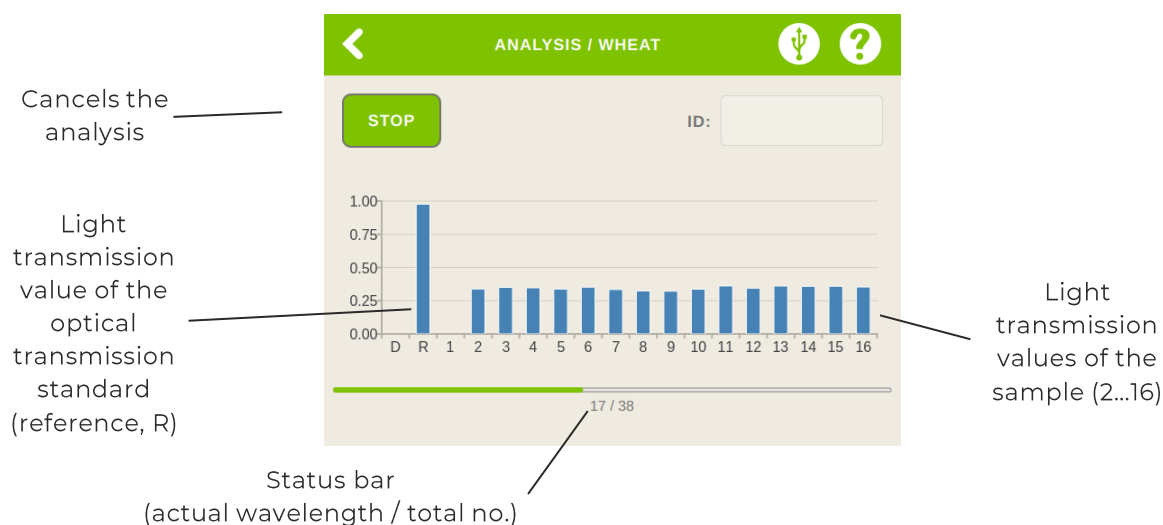 ANALYSIS / WHEAT
Cancels the
analysis
STOP
ID:
Light
transmission
value of the
optical
transmission
standard
(reference, R)
1.00
0.75
0.50
0.25
0.00
D R 1 2 3 4 5 6 7 8 9 10 11 12 13 14 15 16
17 / 38
Light
transmission
values of the
sample (2...16)
Status bar
(actual wavelength / total no.)